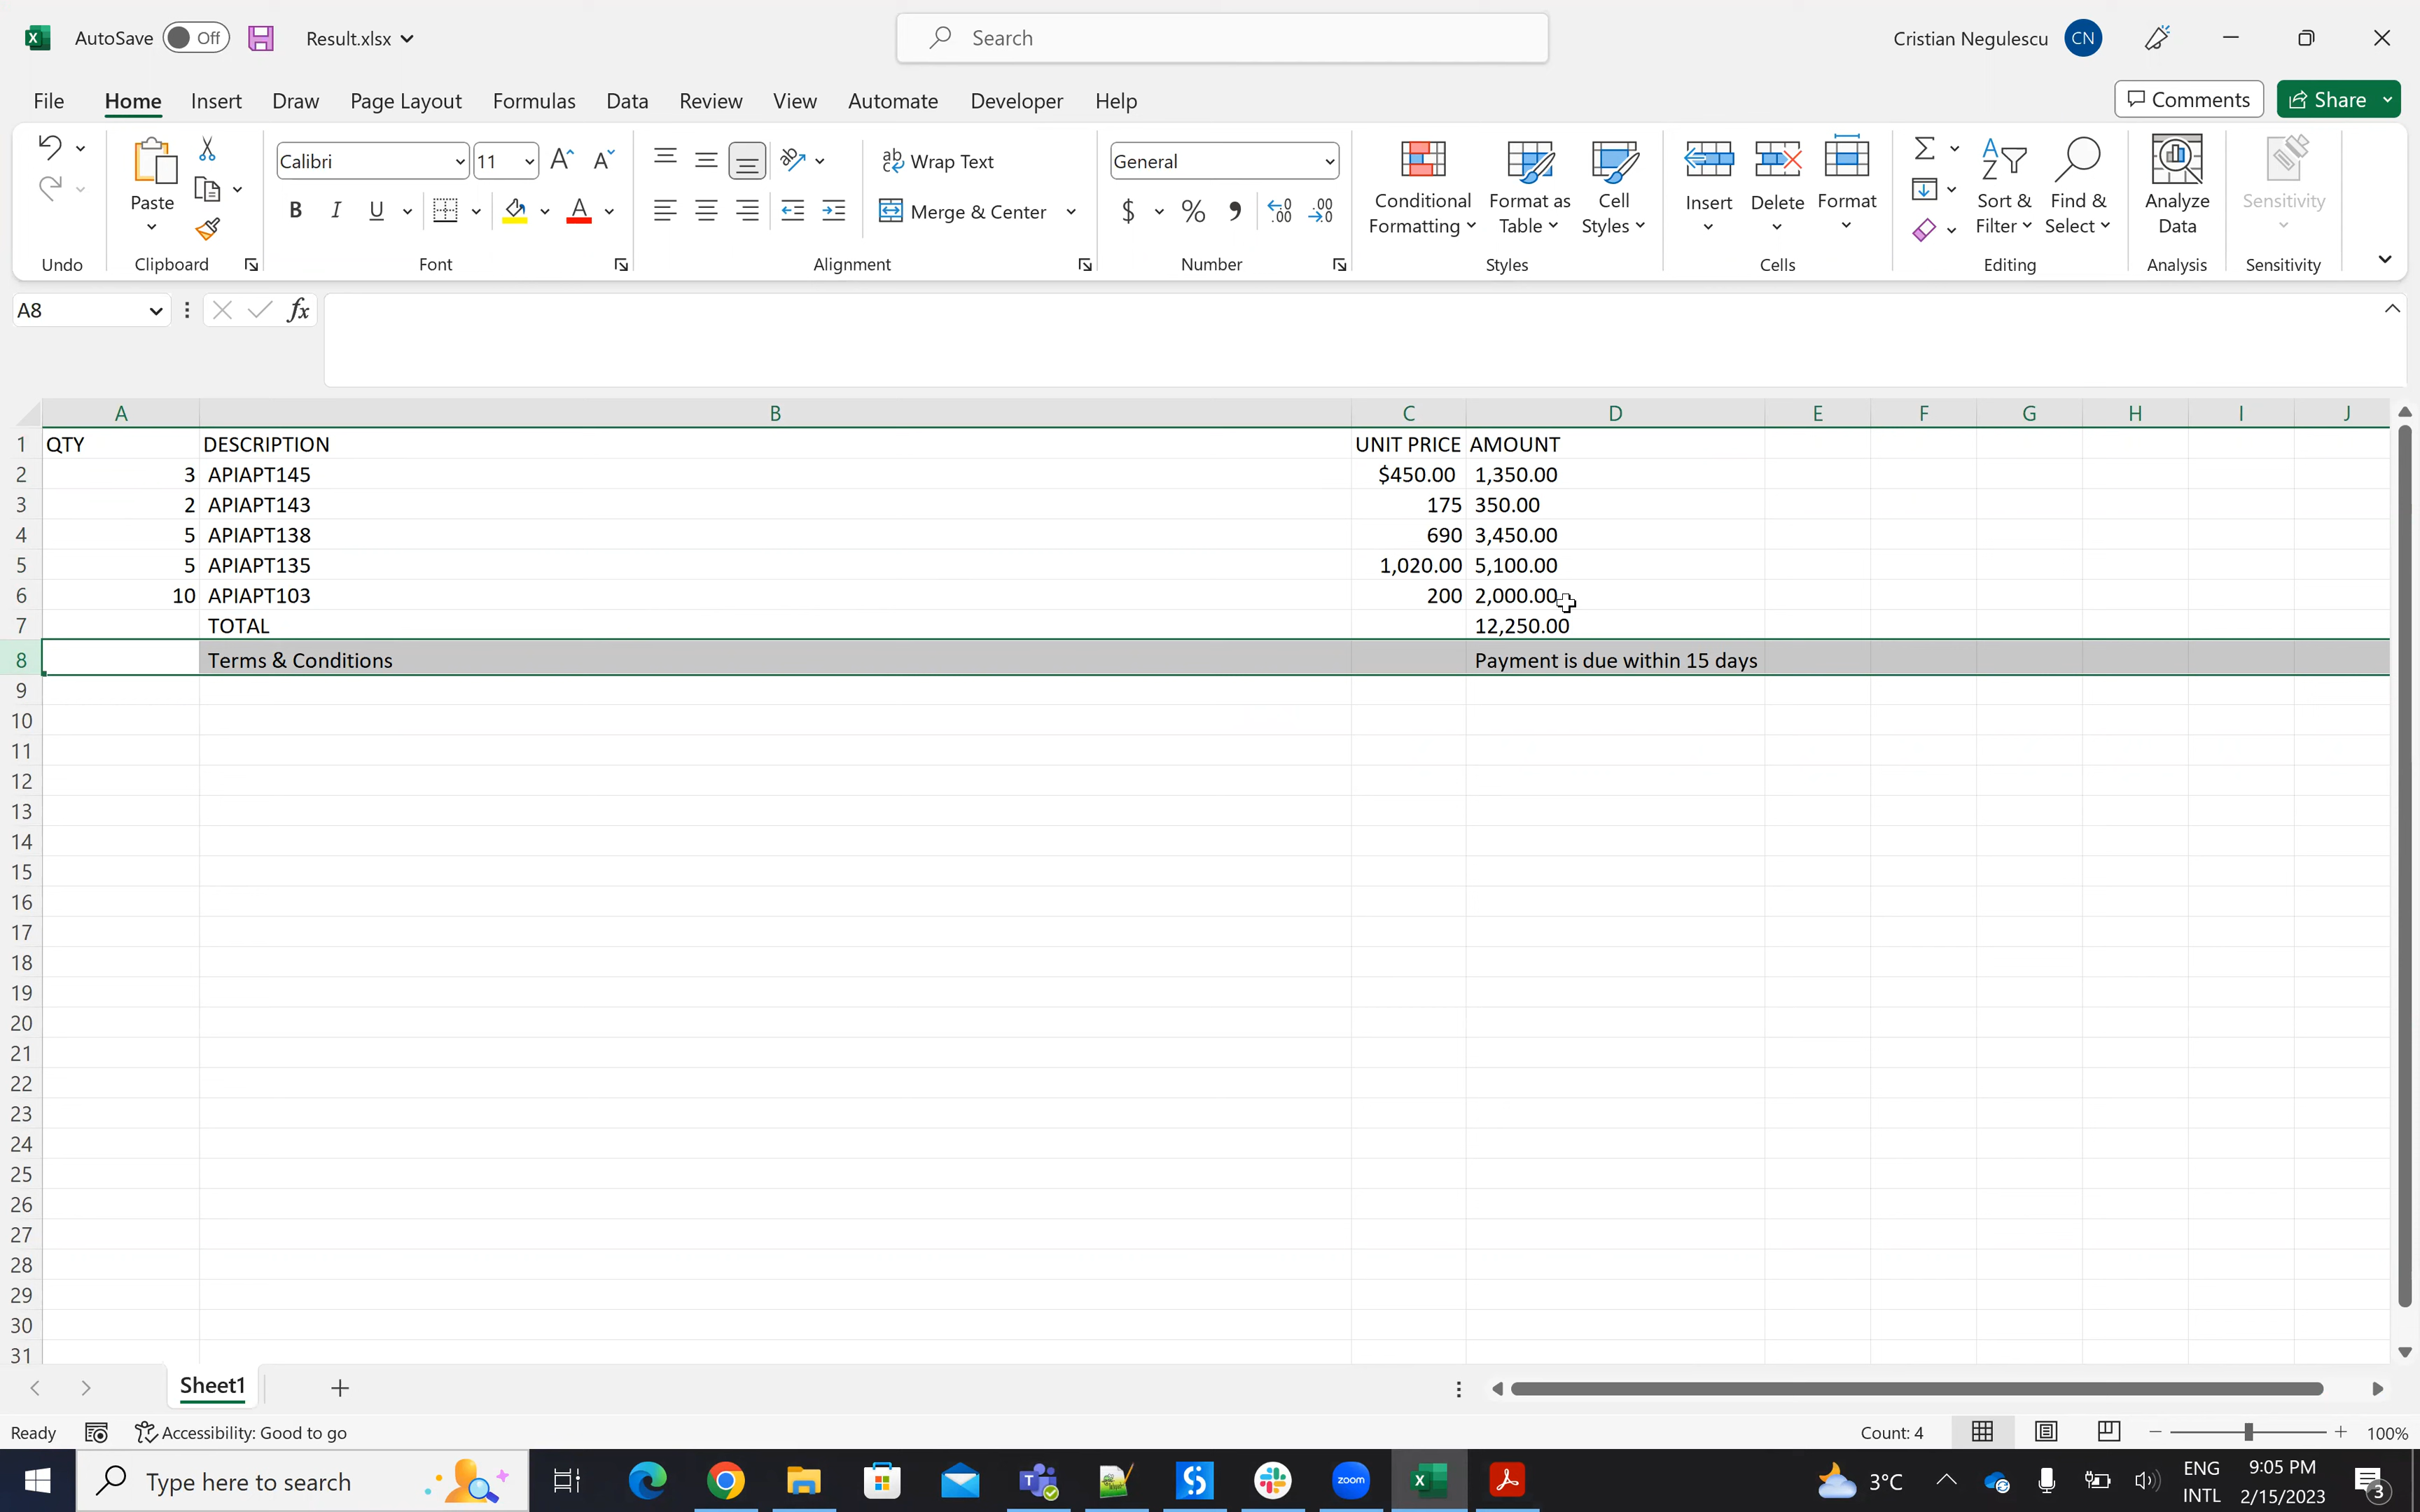 AutoSave Off Result.xlsx Search Cristian Negulescu CN
File Home Insert Draw Page Layout Formulas Data Review View Automate Developer Help Comments Share
Paste Calibri 11 A A Wrap Text General Conditional Formatting Format as Table Cell Styles Insert Delete Format Sort & Filter Find & Select Analyze Data Sensitivity
B I U A Merge & Center $ % 9 .00 .00
Undo Clipboard Font Alignment Number Styles Cells Editing Analysis Sensitivity
A8 fx
A B C D E F G H I J
1 QTY DESCRIPTION UNIT PRICE AMOUNT
2 3 APIAPT145 $450.00 1,350.00
3 2 APIAPT143 175 350.00
4 5 APIAPT138 690 3,450.00
5 5 APIAPT135 1,020.00 5,100.00
6 10 APIAPT103 200 2,000.00
7 TOTAL 12,250.00
8 Terms & Conditions Payment is due within 15 days
9
10
11
12
13
14
15
16
17
18
19
20
21
22
23
24
25
26
27
28
29
30
31
Sheet1
Ready Accessibility: Good to go Count: 4 100%
Type here to search zoom 3°C ENG INTL 9:05 PM 2/15/2023 3